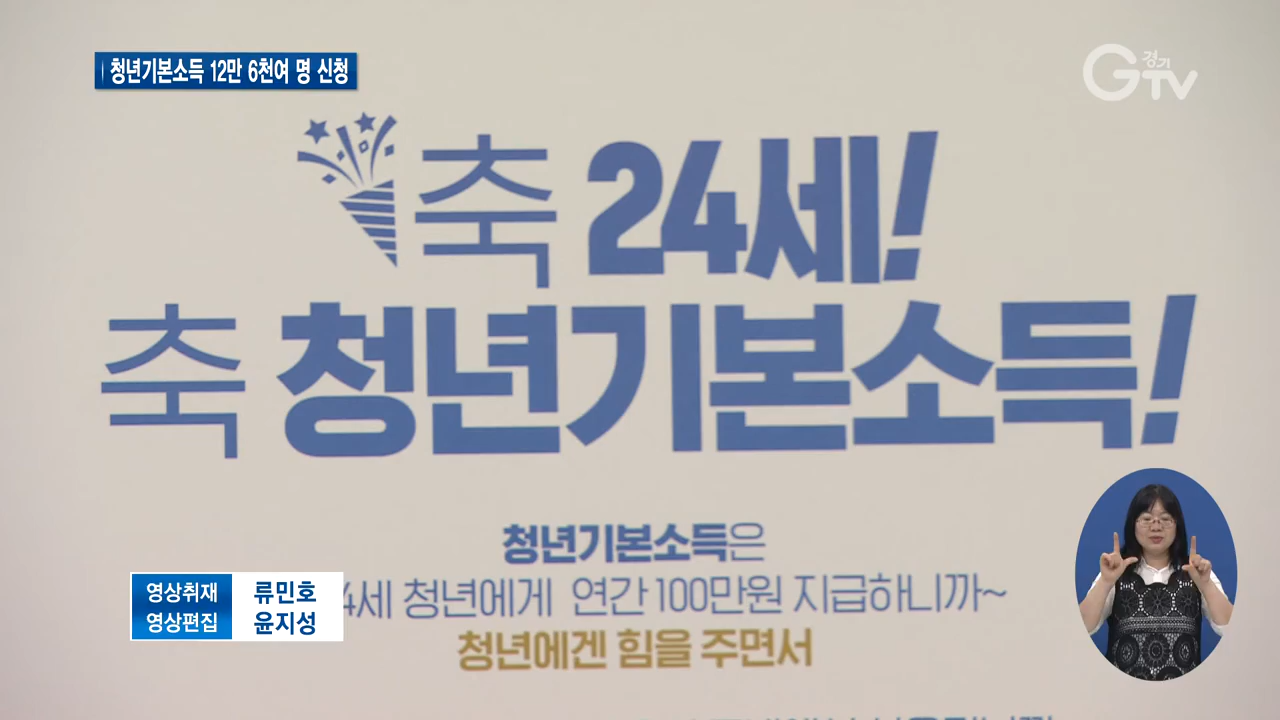 청년기본소득 12만 6천여 명 신청
경기
GTV
축 24세!
축 청년기본소득!
청년기본소득은
4세 청년에게 연간 100만원 지급하니까~
청년에겐 힘을 주면서
영상취재 류민호
영상편집 윤지성